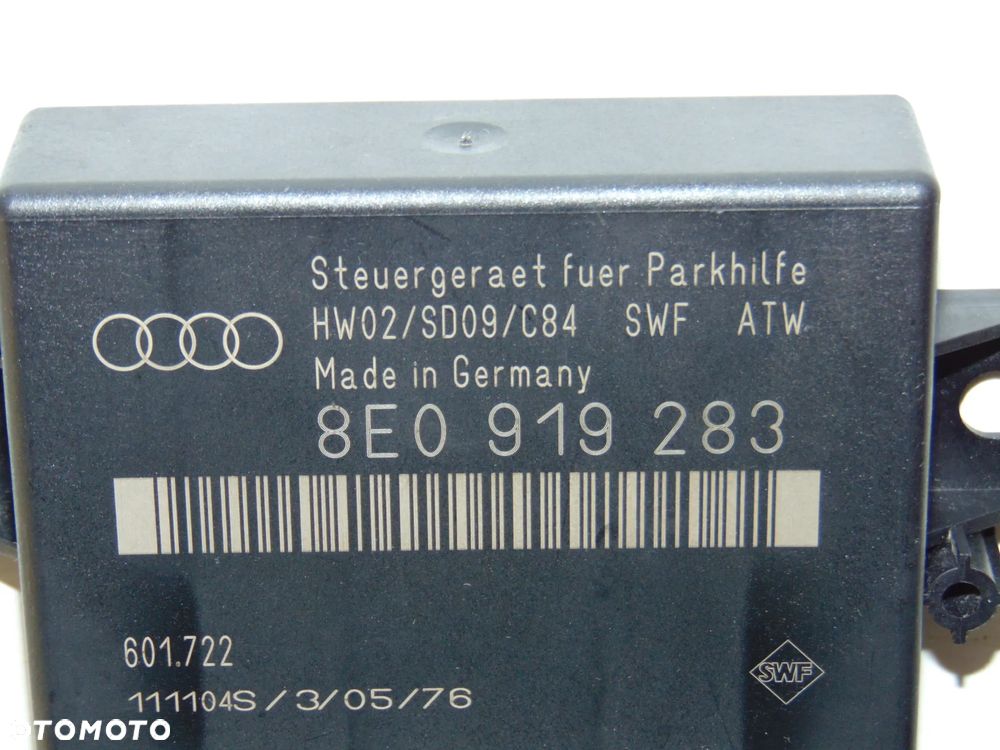 Steuergeraet fuer Parkhilfe
HW02/SD09/C84 SWF ATW
Made in Germany
8E0 919 283
601.722
111104S/3/05/76
SWF
OTOMOTO